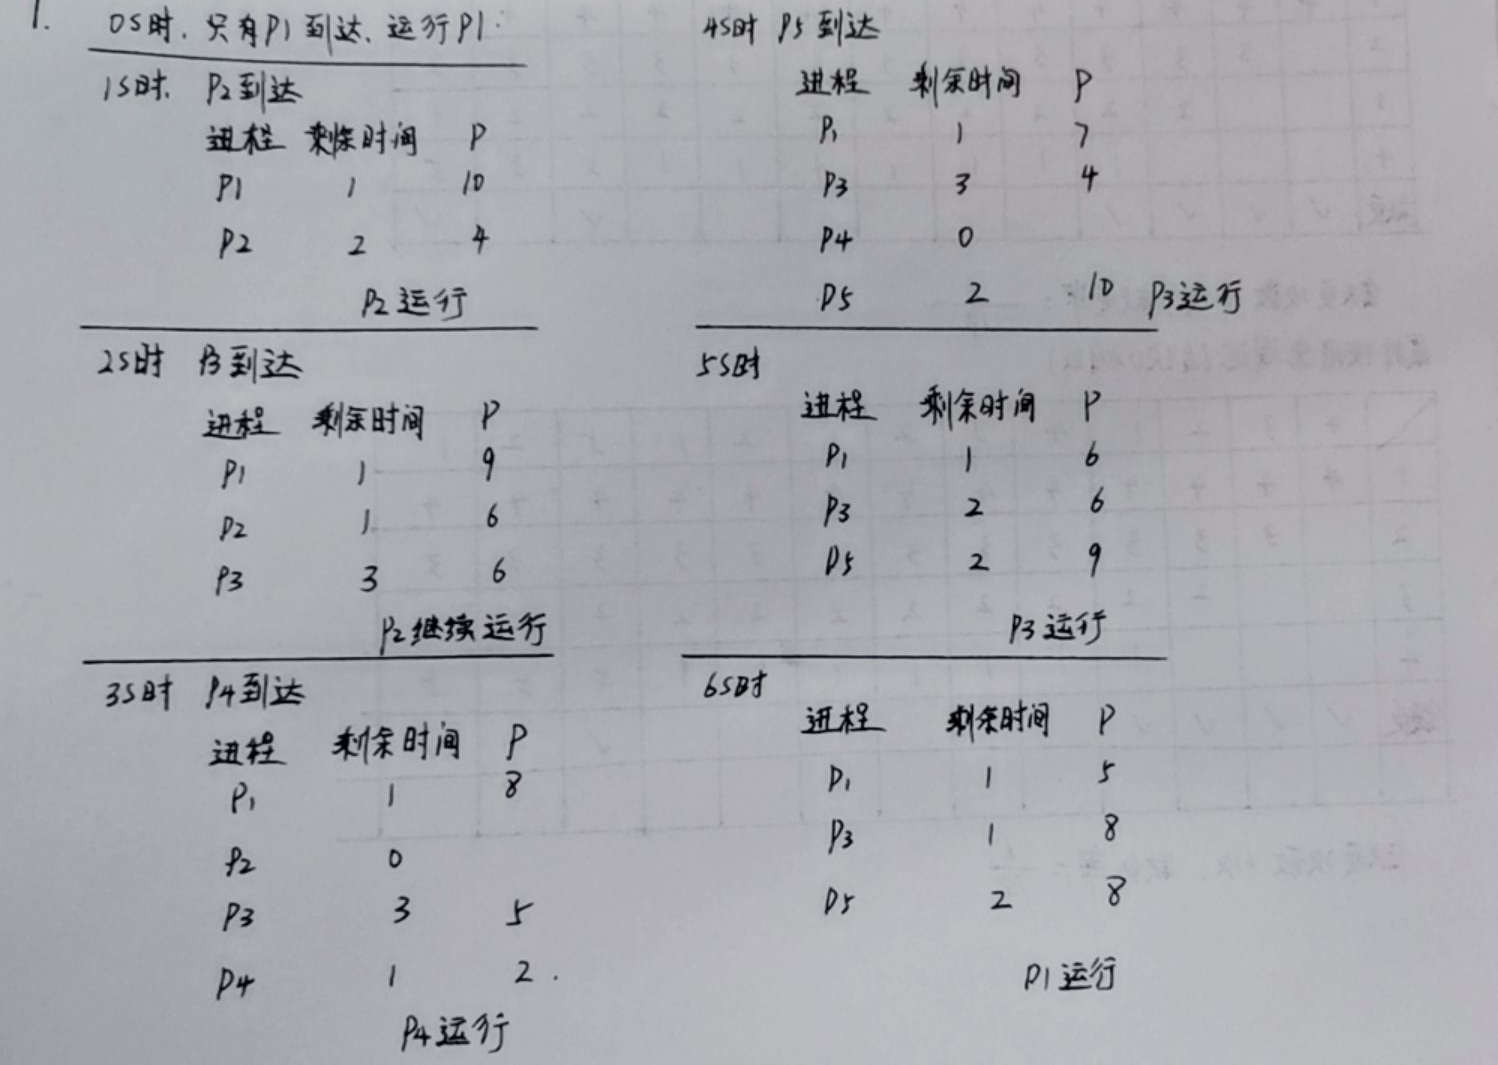 1. 0S时. 只有P1到达、运行P1.
1S时. P2到达
进程 剩余时间 P
P1 1 10
P2 2 4
P2运行
2S时 P3到达
进程 剩余时间 P
P1 1 9
P2 1 6
P3 3 6
P2继续运行
3S时 P4到达
进程 剩余时间 P
P1 1 8
P2 0
P3 3 5
P4 1 2.
P4运行
4S时 P5到达
进程 剩余时间 P
P1 1 7
P3 3 4
P4 0
P5 2 10 P3运行
5S时
进程 剩余时间 P
P1 1 6
P3 2 6
P5 2 9
P3运行
6S时
进程 剩余时间 P
P1 1 5
P3 1 8
P5 2 8
P1运行